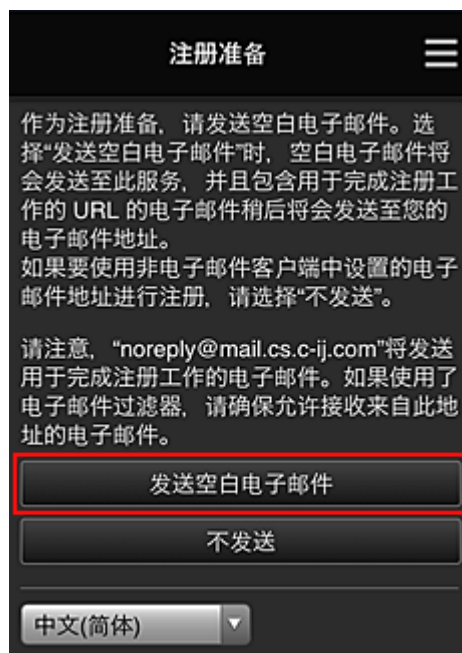 注册准备
作为注册准备，请发送空白电子邮件。选
择“发送空白电子邮件”时，空白电子邮件将
会发送至此服务，并且包含用于完成注册工
作的 URL 的电子邮件稍后将会发送至您的
电子邮件地址。
如果要使用非电子邮件客户端中设置的电子
邮件地址进行注册，请选择“不发送”。
请注意，“noreply@mail.cs.c-ij.com”将发送
用于完成注册工作的电子邮件。如果使用了
电子邮件过滤器，请确保允许接收来自此地
址的电子邮件。
发送空白电子邮件
不发送
中文(简体)